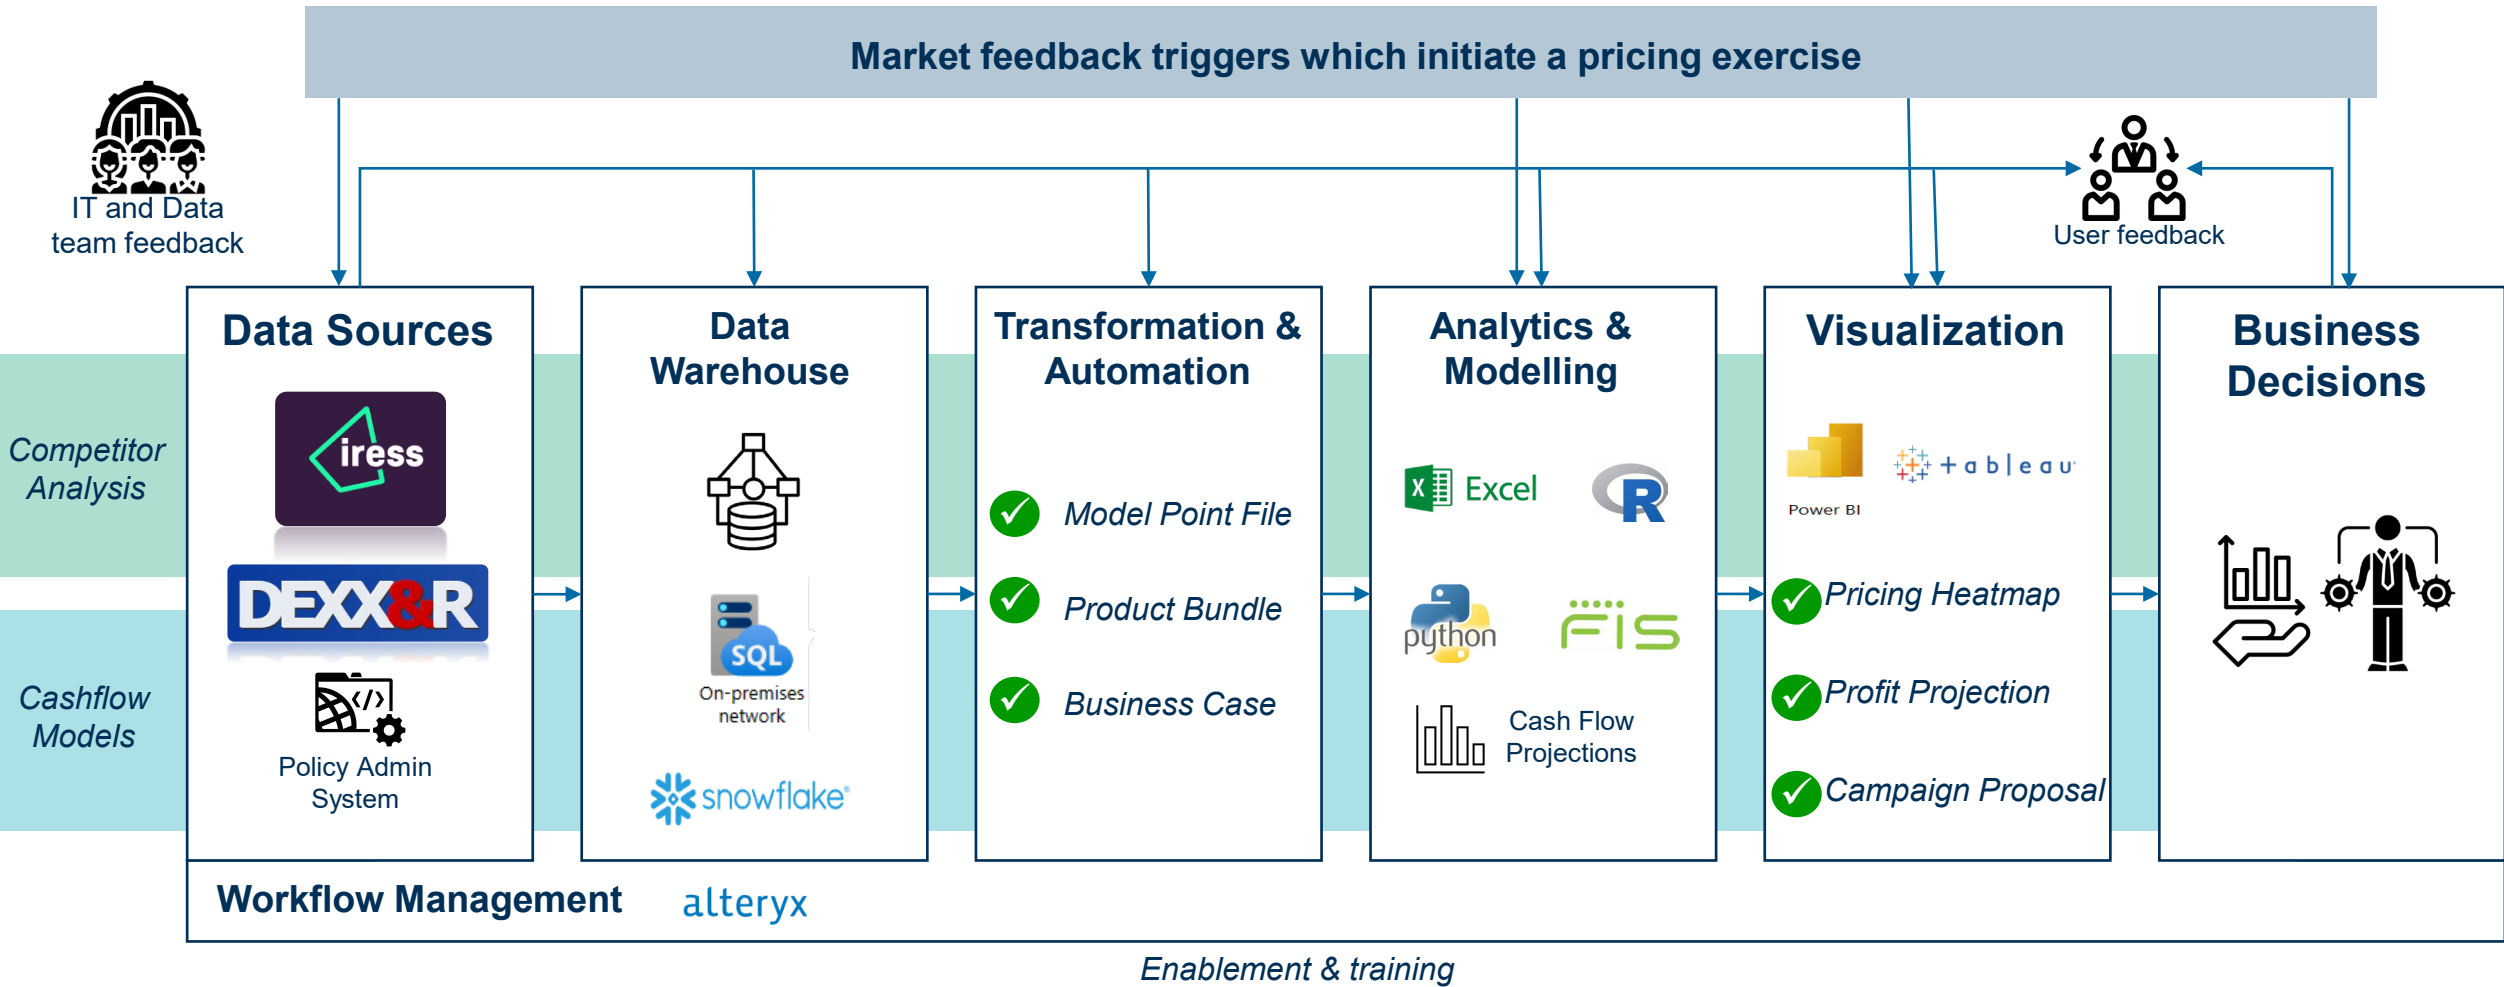 Market feedback triggers which initiate a pricing exercise
IT and Data
team feedback
User feedback
Data Sources
Data
Warehouse
Transformation &
Automation
Analytics &
Modelling
Visualization
Business
Decisions
Competitor
Analysis
Cashflow
Models
iress
DEXX&R
</>
Policy Admin
System
SQL
On-premises
network
snowflake®
Model Point File
Product Bundle
Business Case
X Excel
R
python
FIS
Cash Flow
Projections
Power BI
+ableau
Pricing Heatmap
Profit Projection
Campaign Proposal
Workflow Management
alteryx
Enablement & training